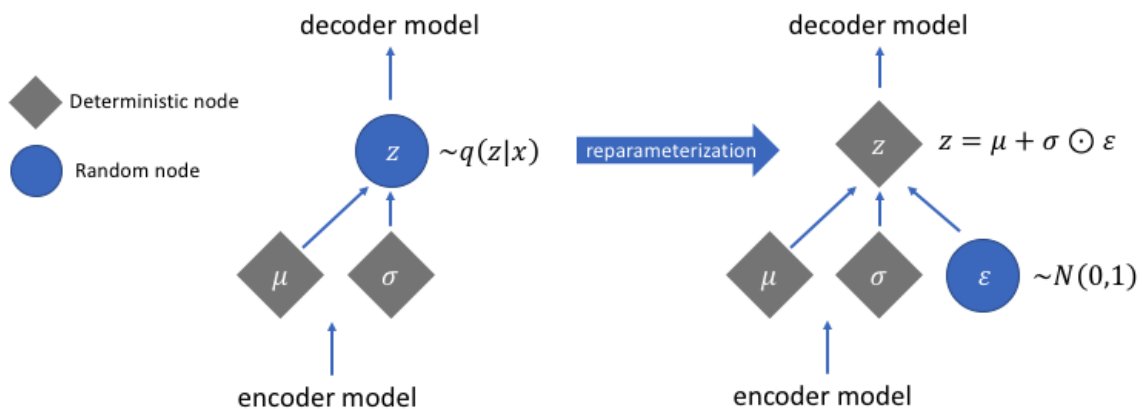 decoder model
decoder model
Deterministic node
Random node
z
~q(z|x)
reparameterization
z
z = μ + σ ⊙ ε
μ
σ
μ
σ
ε
~N(0,1)
encoder model
encoder model